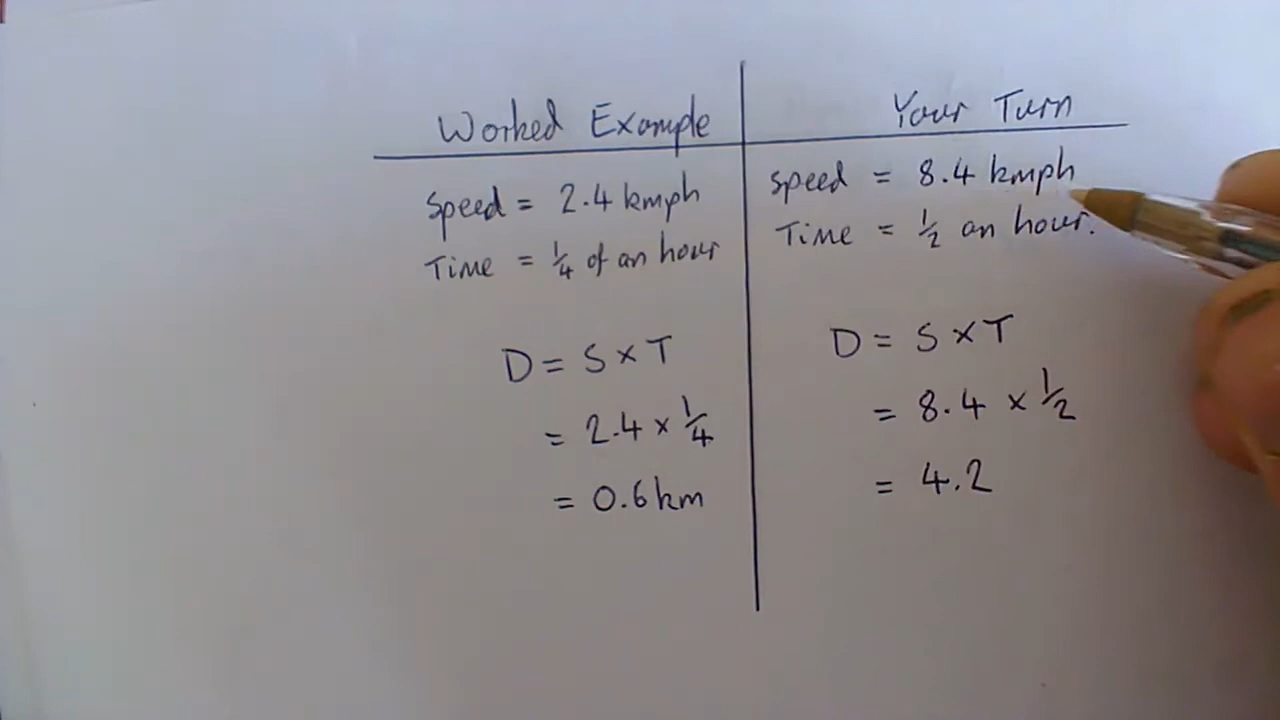 Worked Example
Speed = 2.4 kmph
Time = 1/4 of an hour
D = S × T
= 2.4 × 1/4
= 0.6 km
Your Turn
Speed = 8.4 kmph
Time = 1/2 an hour.
D = S × T
= 8.4 × 1/2
= 4.2